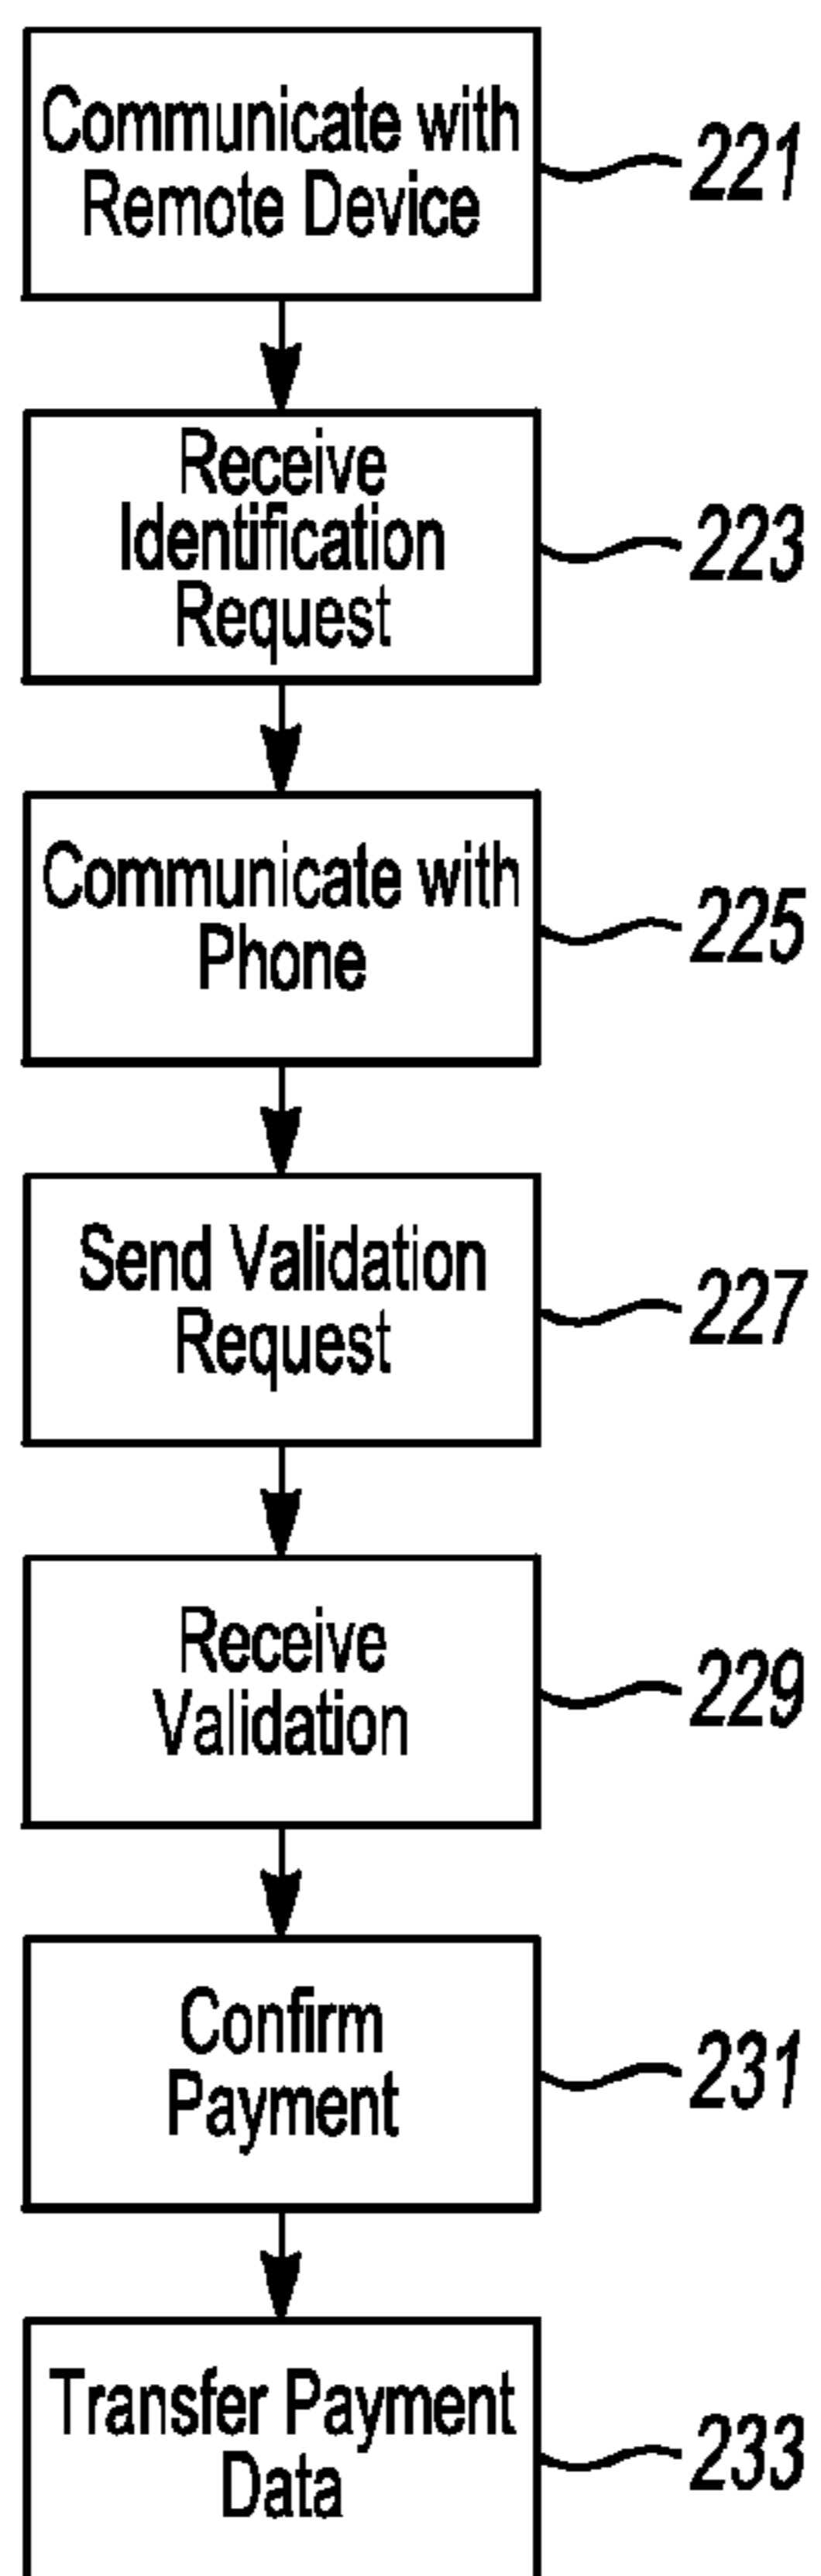 Communicate with
Remote Device
221
Receive
Identification
Request
223
Communicate with
Phone
225
Send Validation
Request
227
Receive
Validation
229
Confirm
Payment
231
Transfer Payment
Data
233